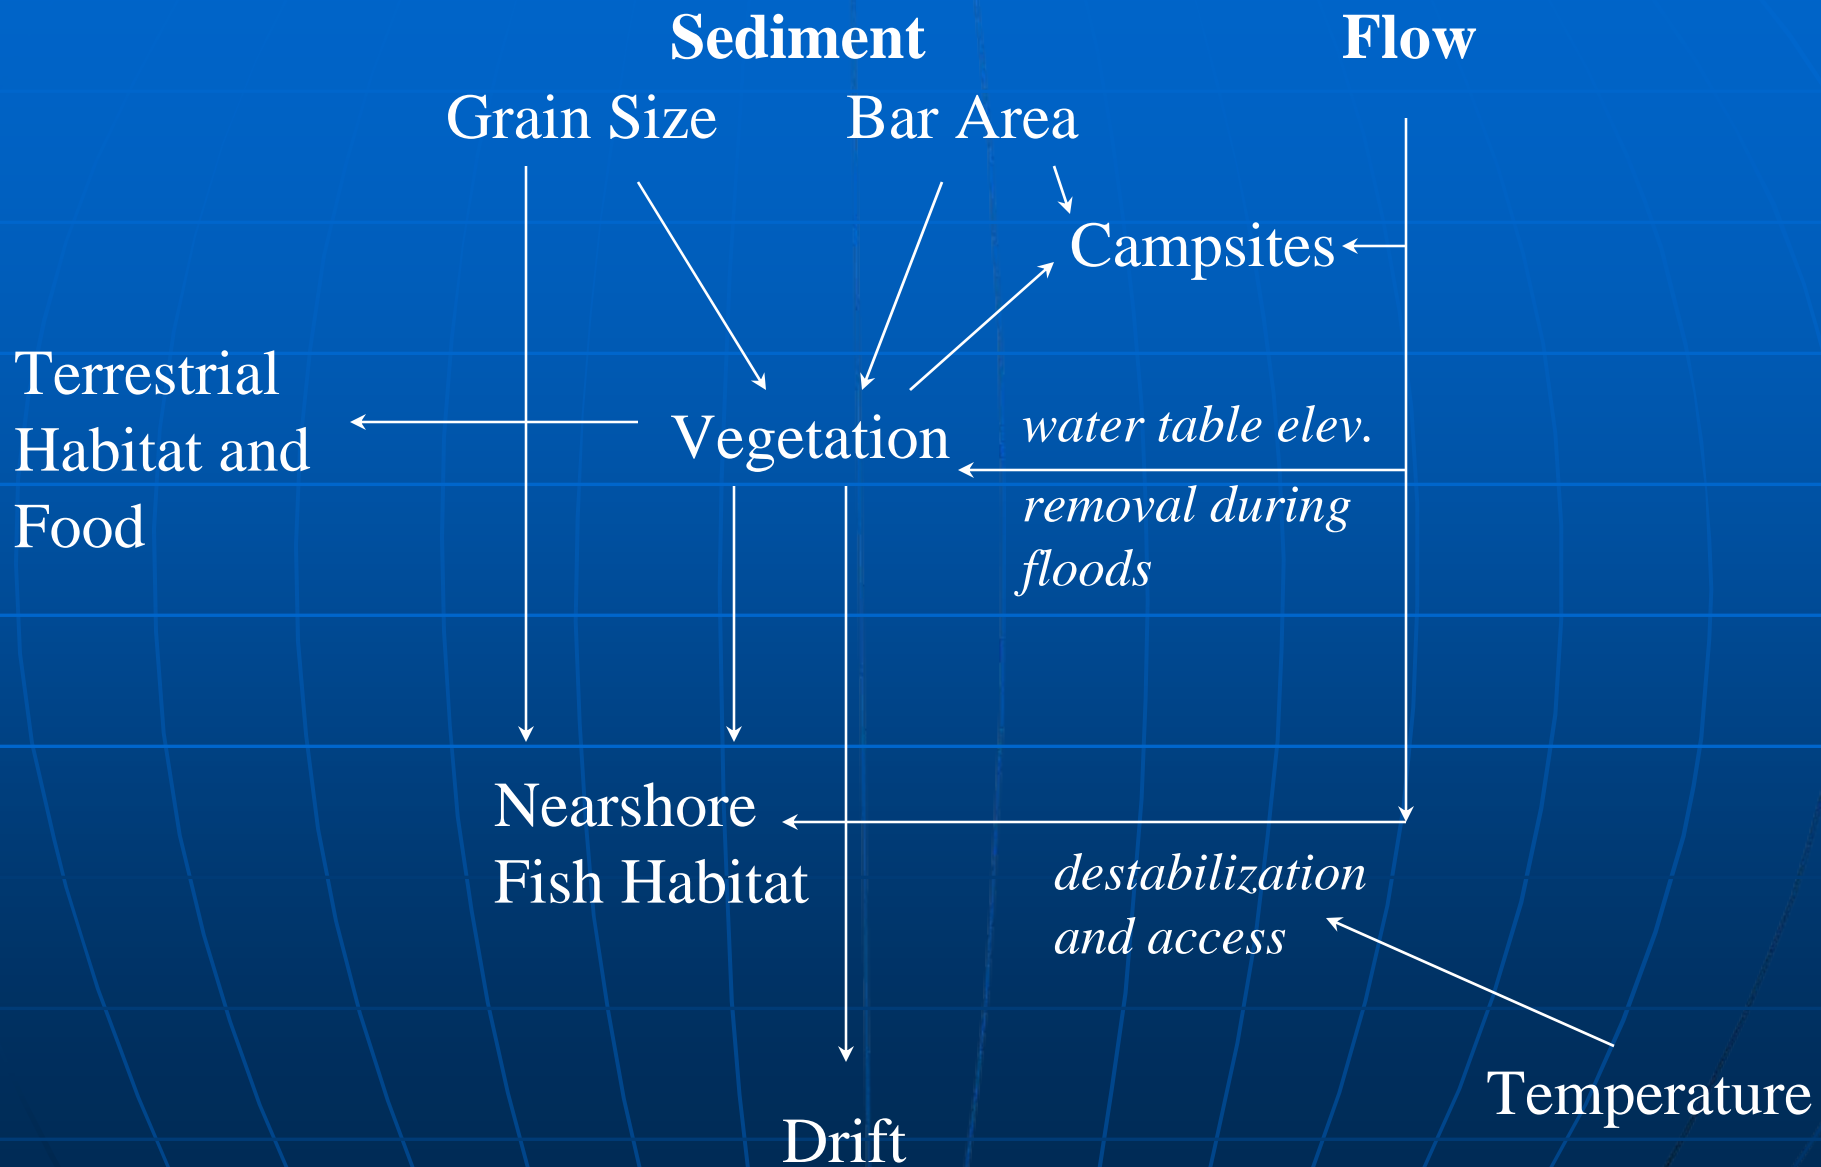 Sediment
Flow
Grain Size
Bar Area
Campsites
Terrestrial
Habitat and
Food
Vegetation
water table elev.
removal during
floods
Nearshore
Fish Habitat
destabilization
and access
Temperature
Drift